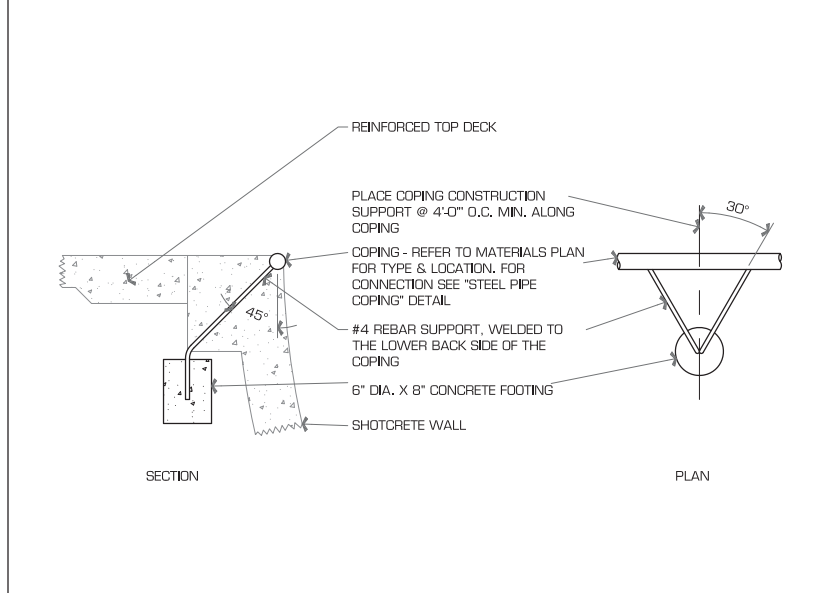 REINFORCED TOP DECK
PLACE COPING CONSTRUCTION
SUPPORT @ 4'-0"' O.C. MIN. ALONG
COPING
30°
COPING - REFER TO MATERIALS PLAN
FOR TYPE & LOCATION. FOR
CONNECTION SEE "STEEL PIPE
COPING" DETAIL
45°
#4 REBAR SUPPORT, WELDED TO
THE LOWER BACK SIDE OF THE
COPING
6" DIA. X 8" CONCRETE FOOTING
SHOTCRETE WALL
SECTION
PLAN